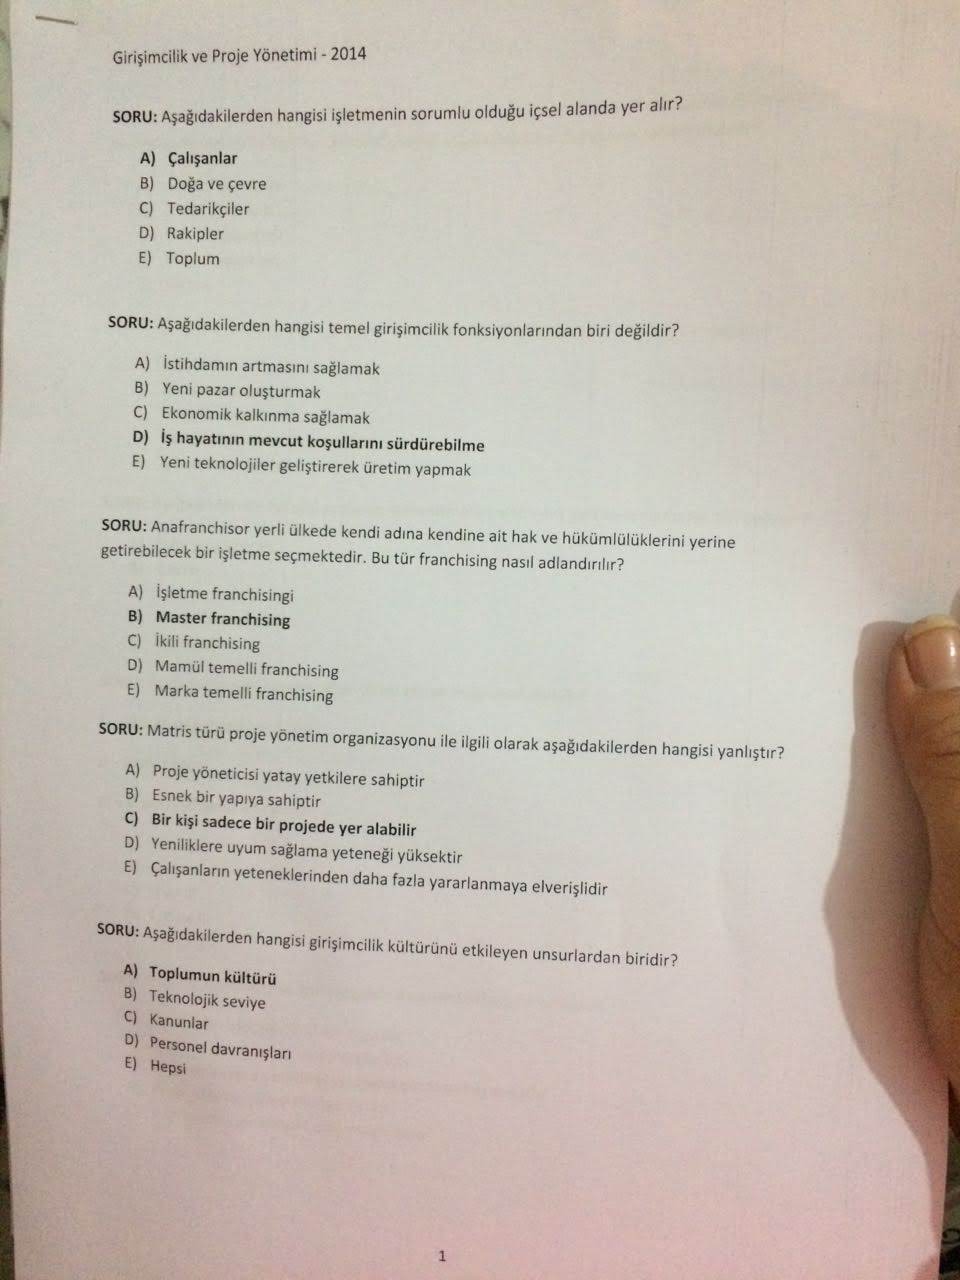 Girişimcilik ve Proje Yönetimi - 2014
SORU: Aşağıdakilerden hangisi işletmenin sorumlu olduğu içsel alanda yer alır?
A) Çalışanlar
B) Doğa ve çevre
C) Tedarikçiler
D) Rakipler
E) Toplum
SORU: Aşağıdakilerden hangisi temel girişimcilik fonksiyonlarından biri değildir?
A) İstihdamın artmasını sağlamak
B) Yeni pazar oluşturmak
C) Ekonomik kalkınma sağlamak
D) İş hayatının mevcut koşullarını sürdürebilme
E) Yeni teknolojiler geliştirerek üretim yapmak
SORU: Anafranchisor yerli ülkede kendi adına kendine ait hak ve hükümlülüklerini yerine
getirebilecek bir işletme seçmektedir. Bu tür franchising nasıl adlandırılır?
A) İşletme franchisingi
B) Master franchising
C) İkili franchising
D) Mamül temelli franchising
E) Marka temelli franchising
SORU: Matris türü proje yönetim organizasyonu ile ilgili olarak aşağıdakilerden hangisi yanlıştır?
A) Proje yöneticisi yatay yetkilere sahiptir
B) Esnek bir yapıya sahiptir
C) Bir kişi sadece bir projede yer alabilir
D) Yeniliklere uyum sağlama yeteneği yüksektir
E) Çalışanların yeteneklerinden daha fazla yararlanmaya elverişlidir
SORU: Aşağıdakilerden hangisi girişimcilik kültürünü etkileyen unsurlardan biridir?
A) Toplumun kültürü
B) Teknolojik seviye
C) Kanunlar
D) Personel davranışları
E) Hepsi
1